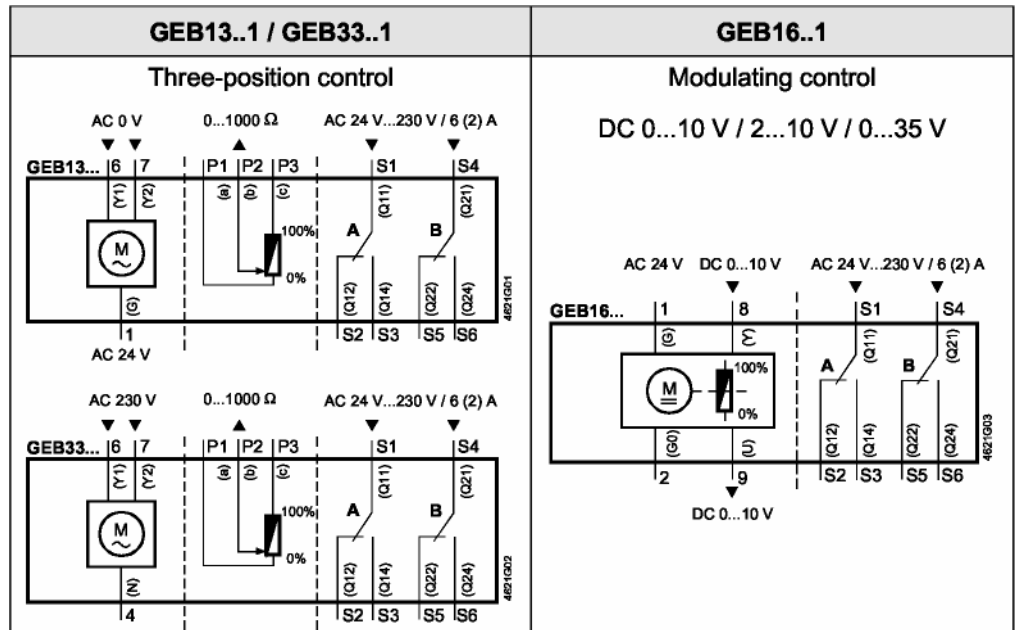 GEB13..1 / GEB33..1
GEB16..1
Three-position control
AC 0 V 0...1000 Ω AC 24 V...230 V / 6 (2) A
GEB13... 6 7 P1 P2 P3 S1 S4
(Y1) (Y2) (a) (b) (c) (Q11) (Q21)
A B
100%
M
~
0%
(G) (Q12) (Q14) (Q22) (Q24)
4621G01
1 S2 S3 S5 S6
AC 24 V
AC 230 V 0...1000 Ω AC 24 V...230 V / 6 (2) A
GEB33... 6 7 P1 P2 P3 S1 S4
(Y1) (Y2) (a) (b) (c) (Q11) (Q21)
A B
100%
M
~
0%
(N) (Q12) (Q14) (Q22) (Q24)
4621G02
4 S2 S3 S5 S6
Modulating control
DC 0...10 V / 2...10 V / 0...35 V
AC 24 V DC 0...10 V AC 24 V...230 V / 6 (2) A
GEB16... 1 8 S1 S4
(G) (Y) (Q11) (Q21)
A B
100%
M
0%
(G0) (U) (Q12) (Q14) (Q22) (Q24)
4621G03
2 9 S2 S3 S5 S6
DC 0...10 V